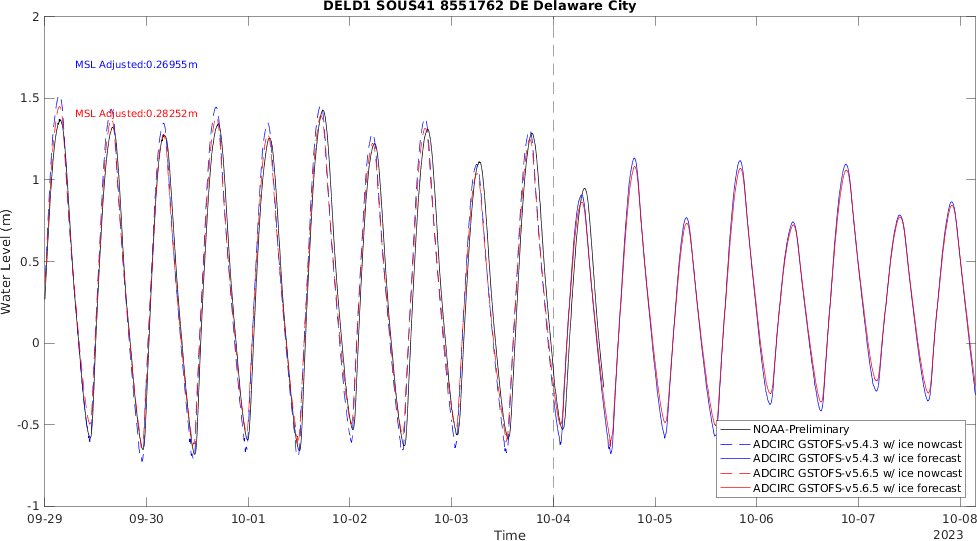 DELD1 SOUS41 8551762 DE Delaware City
2
1.5
1
0.5
0
-0.5
-1
Water Level (m)
MSL Adjusted:0.26955m
MSL Adjusted:0.28252m
NOAA-Preliminary
ADCIRC GSTOFS-v5.4.3 w/ ice nowcast
ADCIRC GSTOFS-v5.4.3 w/ ice forecast
ADCIRC GSTOFS-v5.6.5 w/ ice nowcast
ADCIRC GSTOFS-v5.6.5 w/ ice forecast
09-29 09-30 10-01 10-02 10-03 10-04 10-05 10-06 10-07 10-08
Time
2023